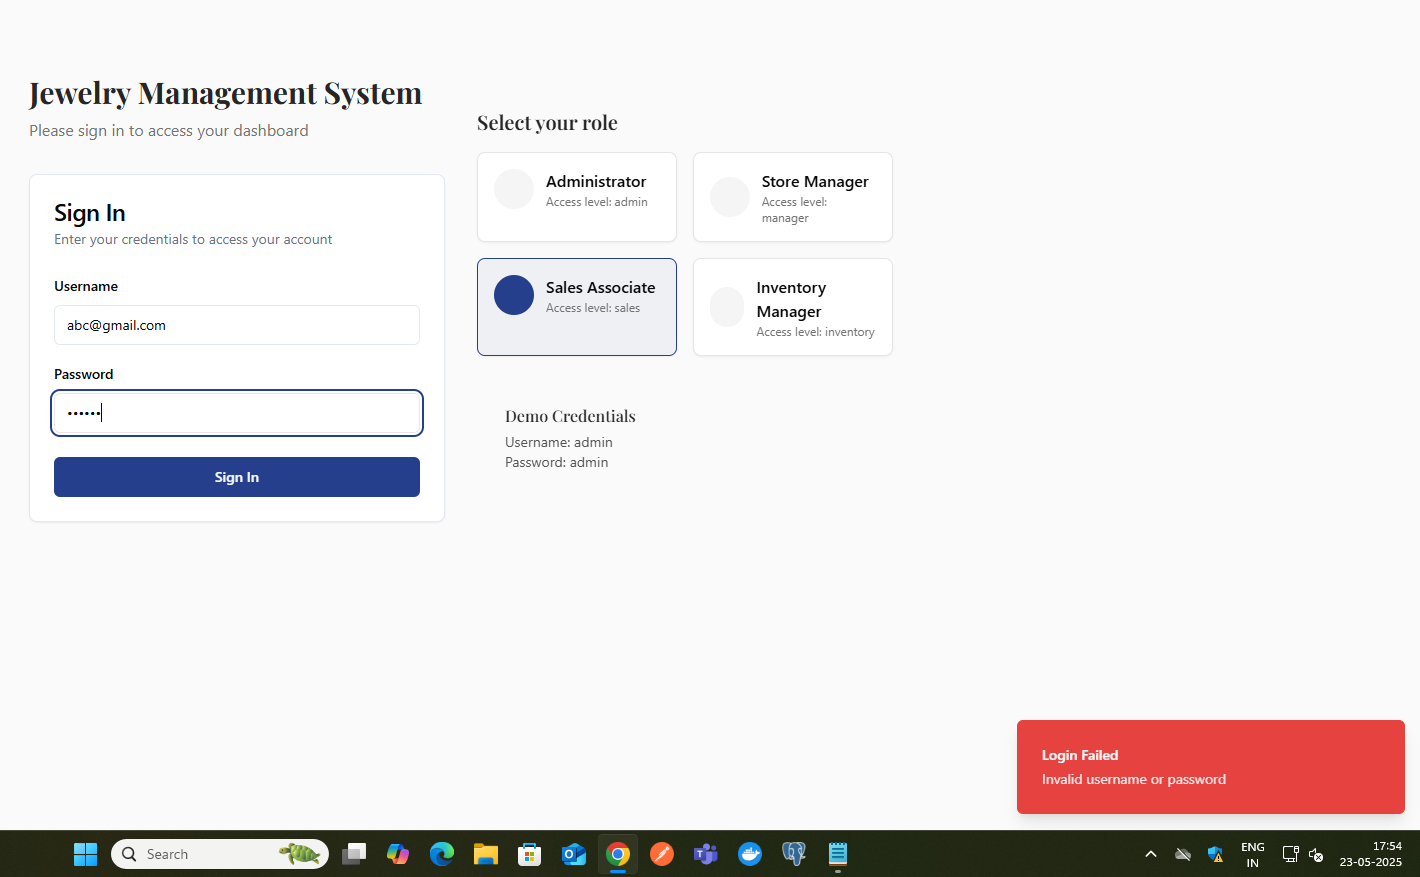 Jewelry Management System
Please sign in to access your dashboard
Sign In
Enter your credentials to access your account
Username
abc@gmail.com
Password
••••••
Sign In
Select your role
Administrator
Access level: admin
Store Manager
Access level:
manager
Sales Associate
Access level: sales
Inventory
Manager
Access level: inventory
Demo Credentials
Username: admin
Password: admin
Login Failed
Invalid username or password
Search
ENG
IN
17:54
23-05-2025